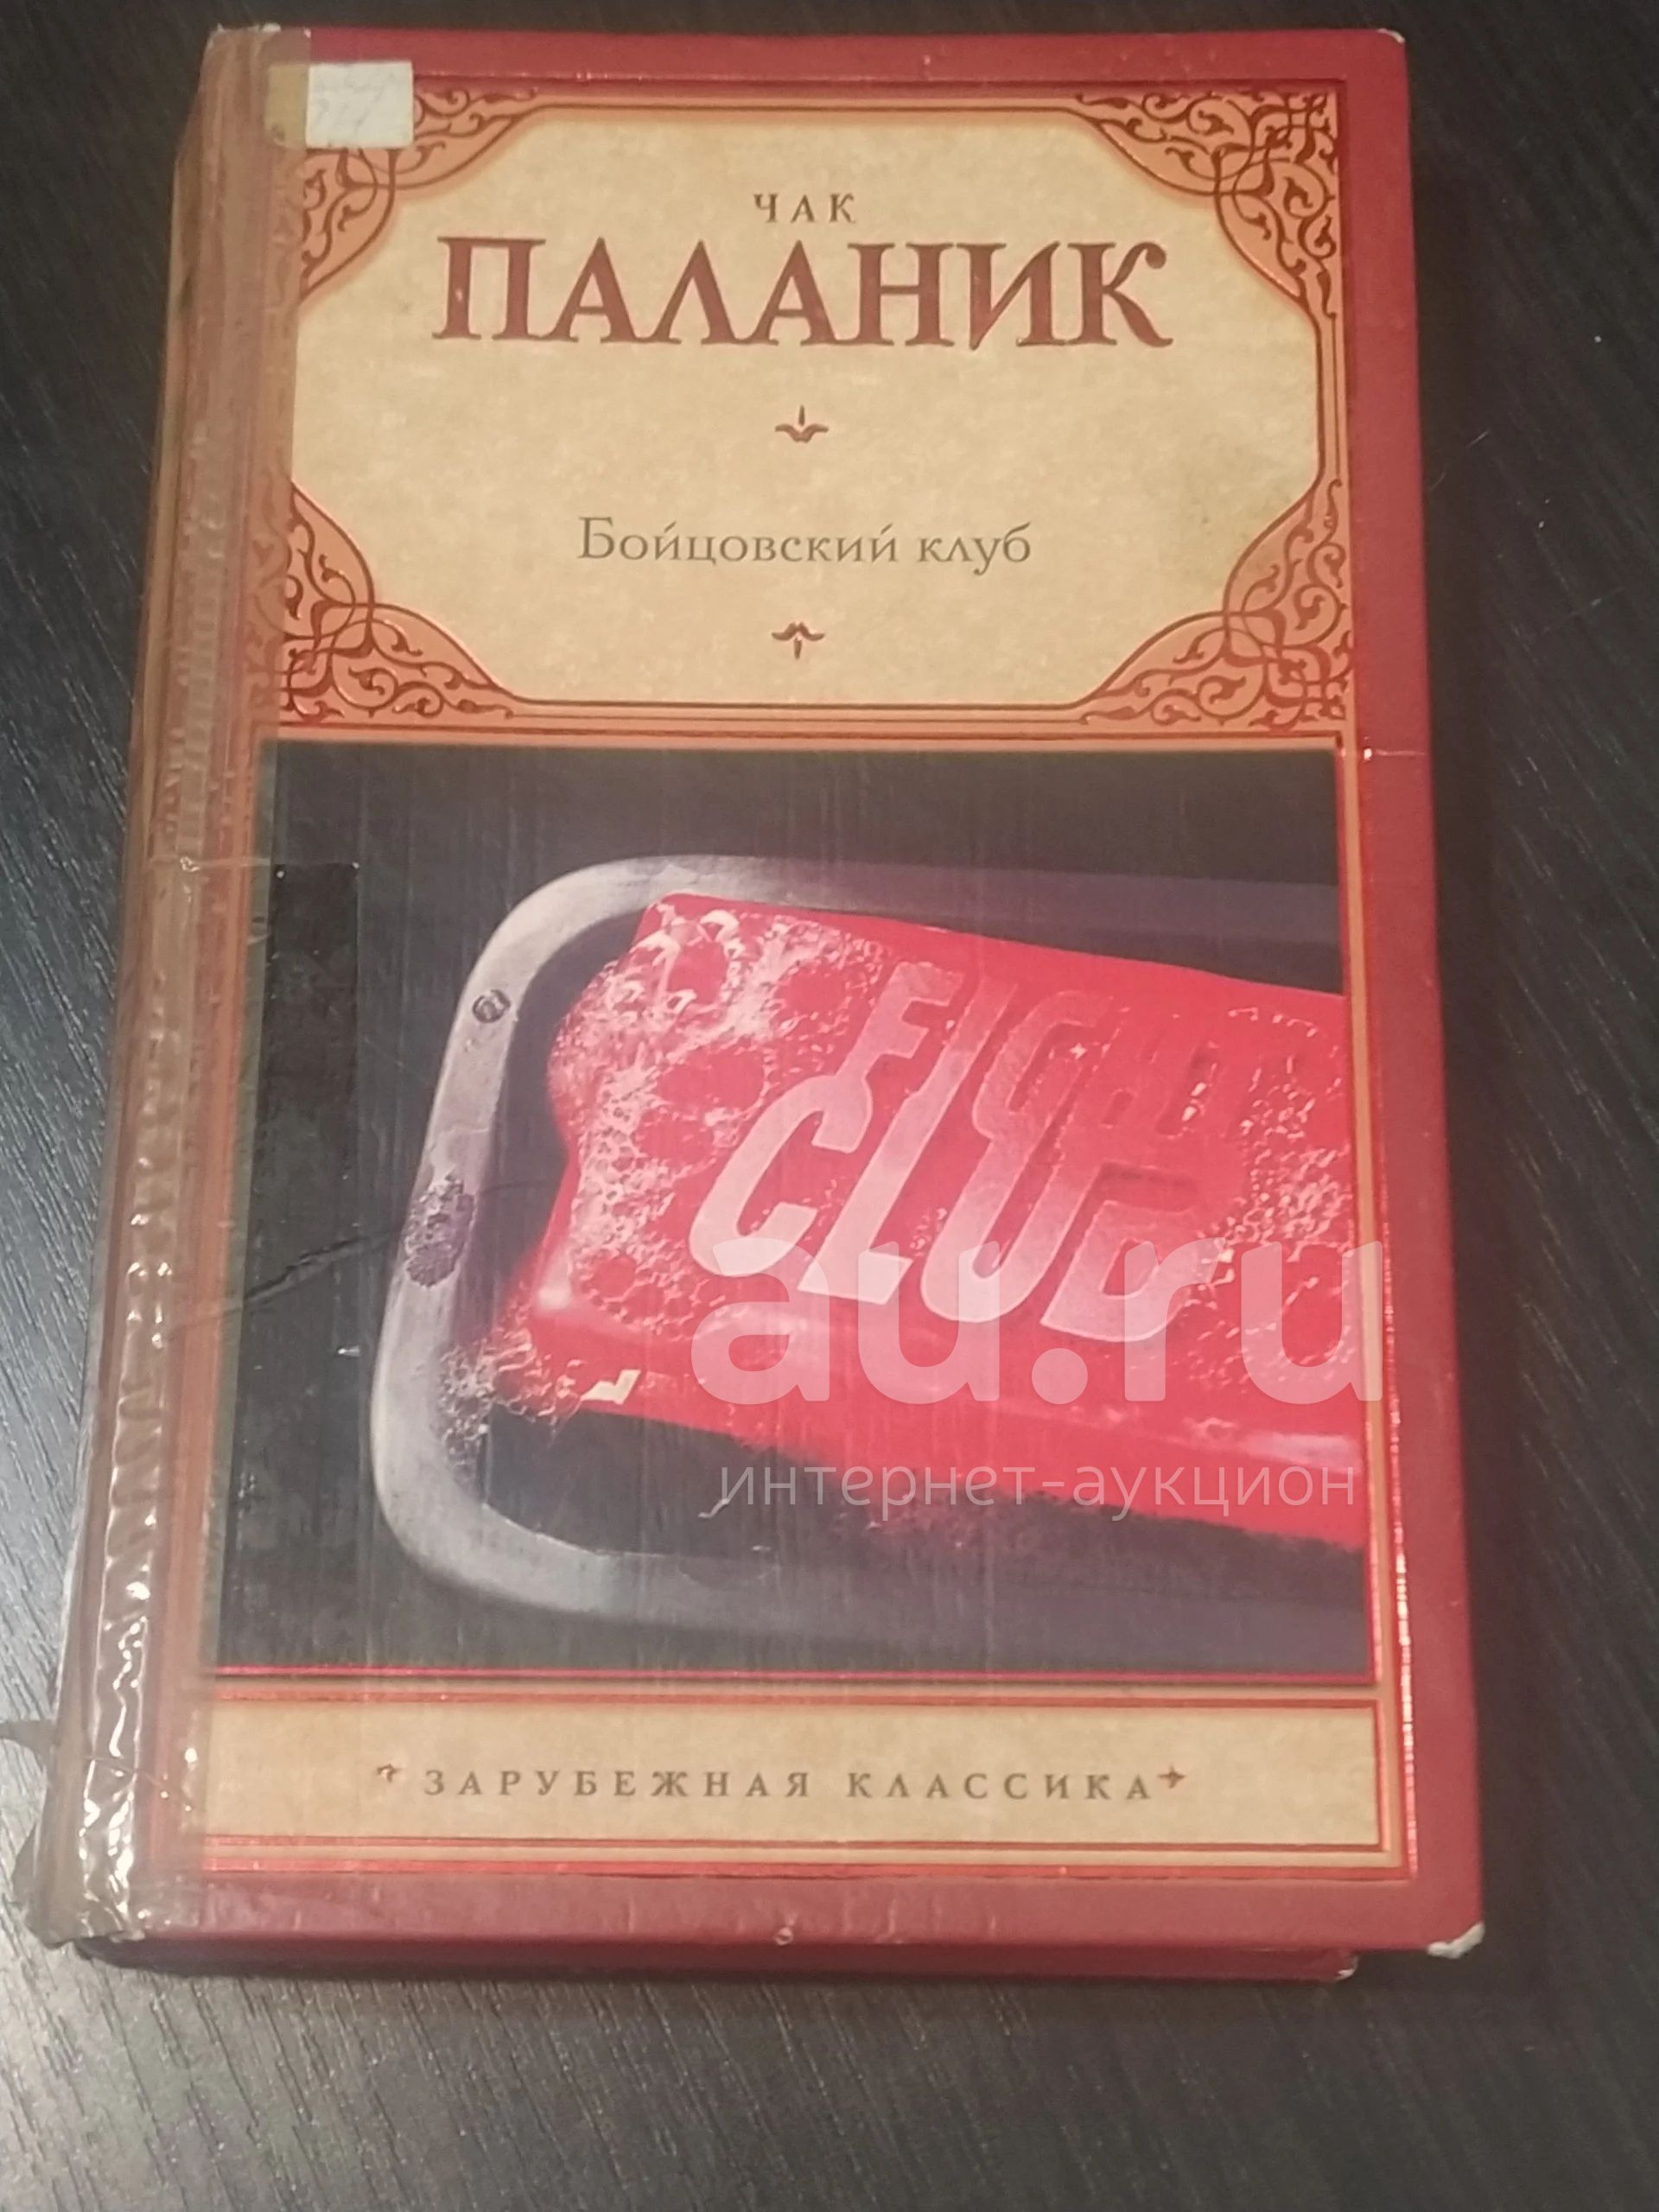 ЧАК
ПАЛАНИК
Бойцовский клуб
FIGHT
CLUB
au.ru
интернет-аукцион
ЗАРУБЕЖНАЯ КЛАССИКА